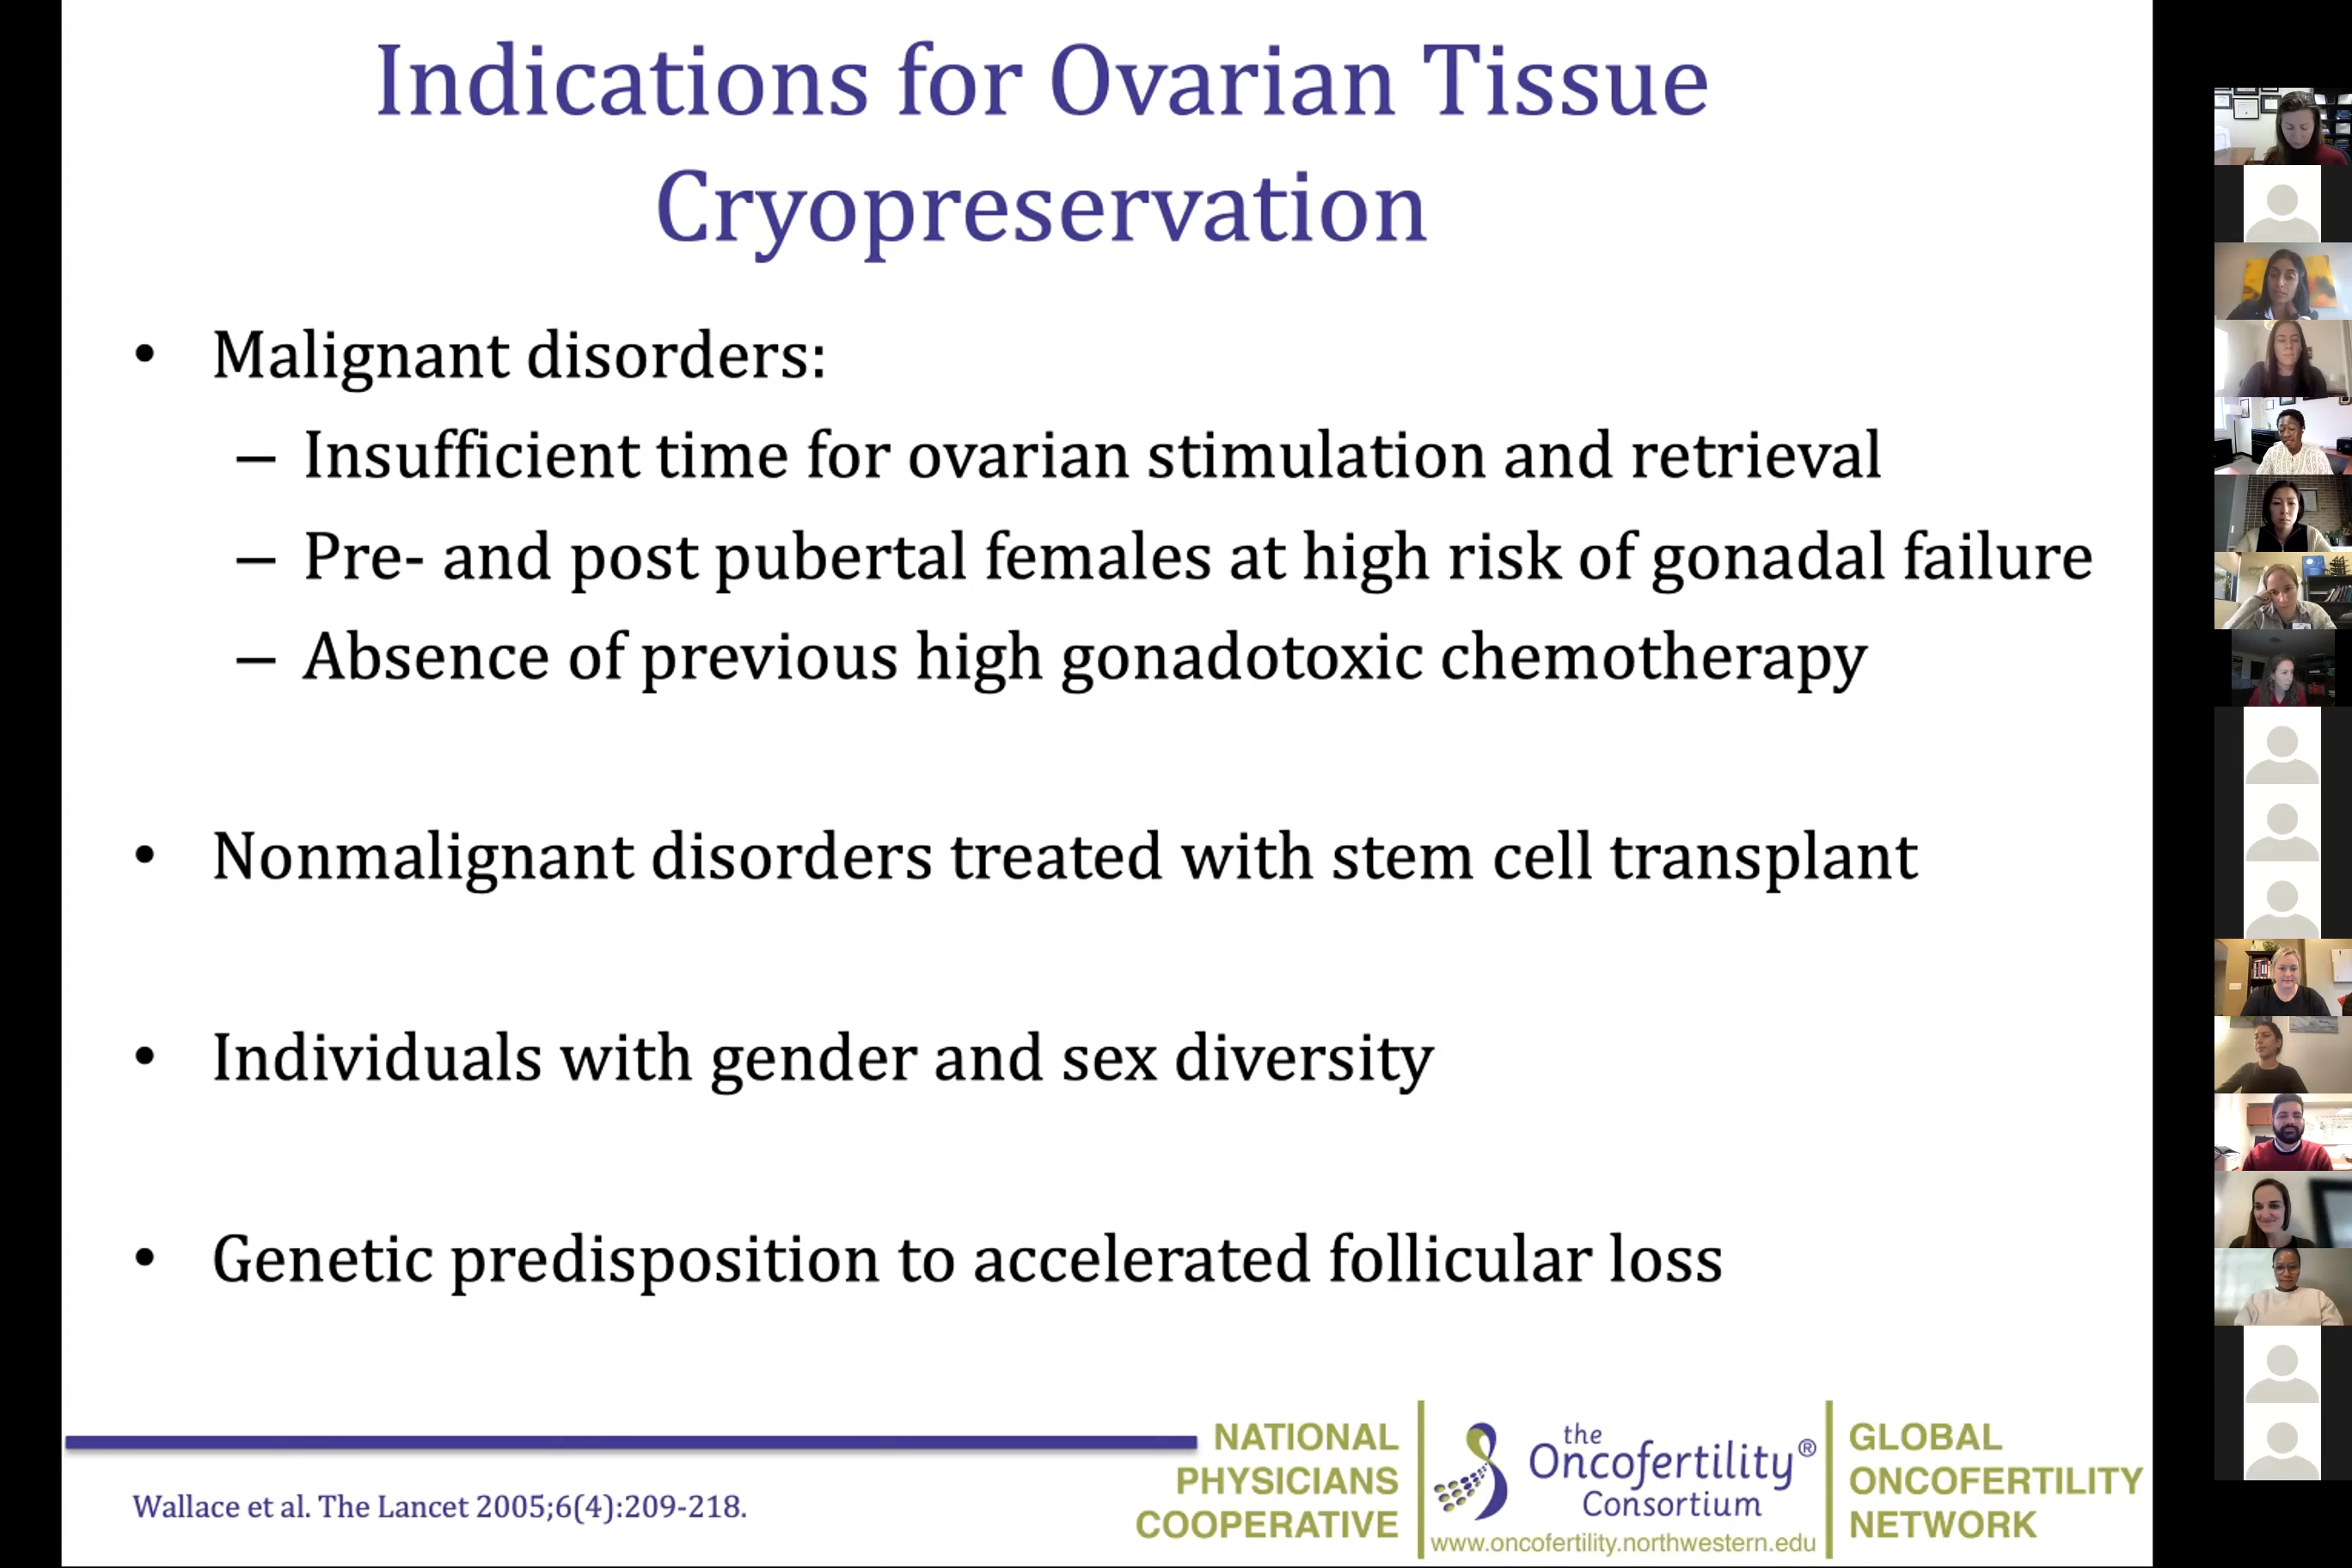 Indications for Ovarian Tissue
Cryopreservation
• Malignant disorders:
– Insufficient time for ovarian stimulation and retrieval
– Pre- and post pubertal females at high risk of gonadal failure
– Absence of previous high gonadotoxic chemotherapy
• Nonmalignant disorders treated with stem cell transplant
• Individuals with gender and sex diversity
• Genetic predisposition to accelerated follicular loss
Wallace et al. The Lancet 2005;6(4):209-218.
NATIONAL
PHYSICIANS
COOPERATIVE
the
Oncofertility®
Consortium
www.oncofertility.northwestern.edu
GLOBAL
ONCOFERTILITY
NETWORK